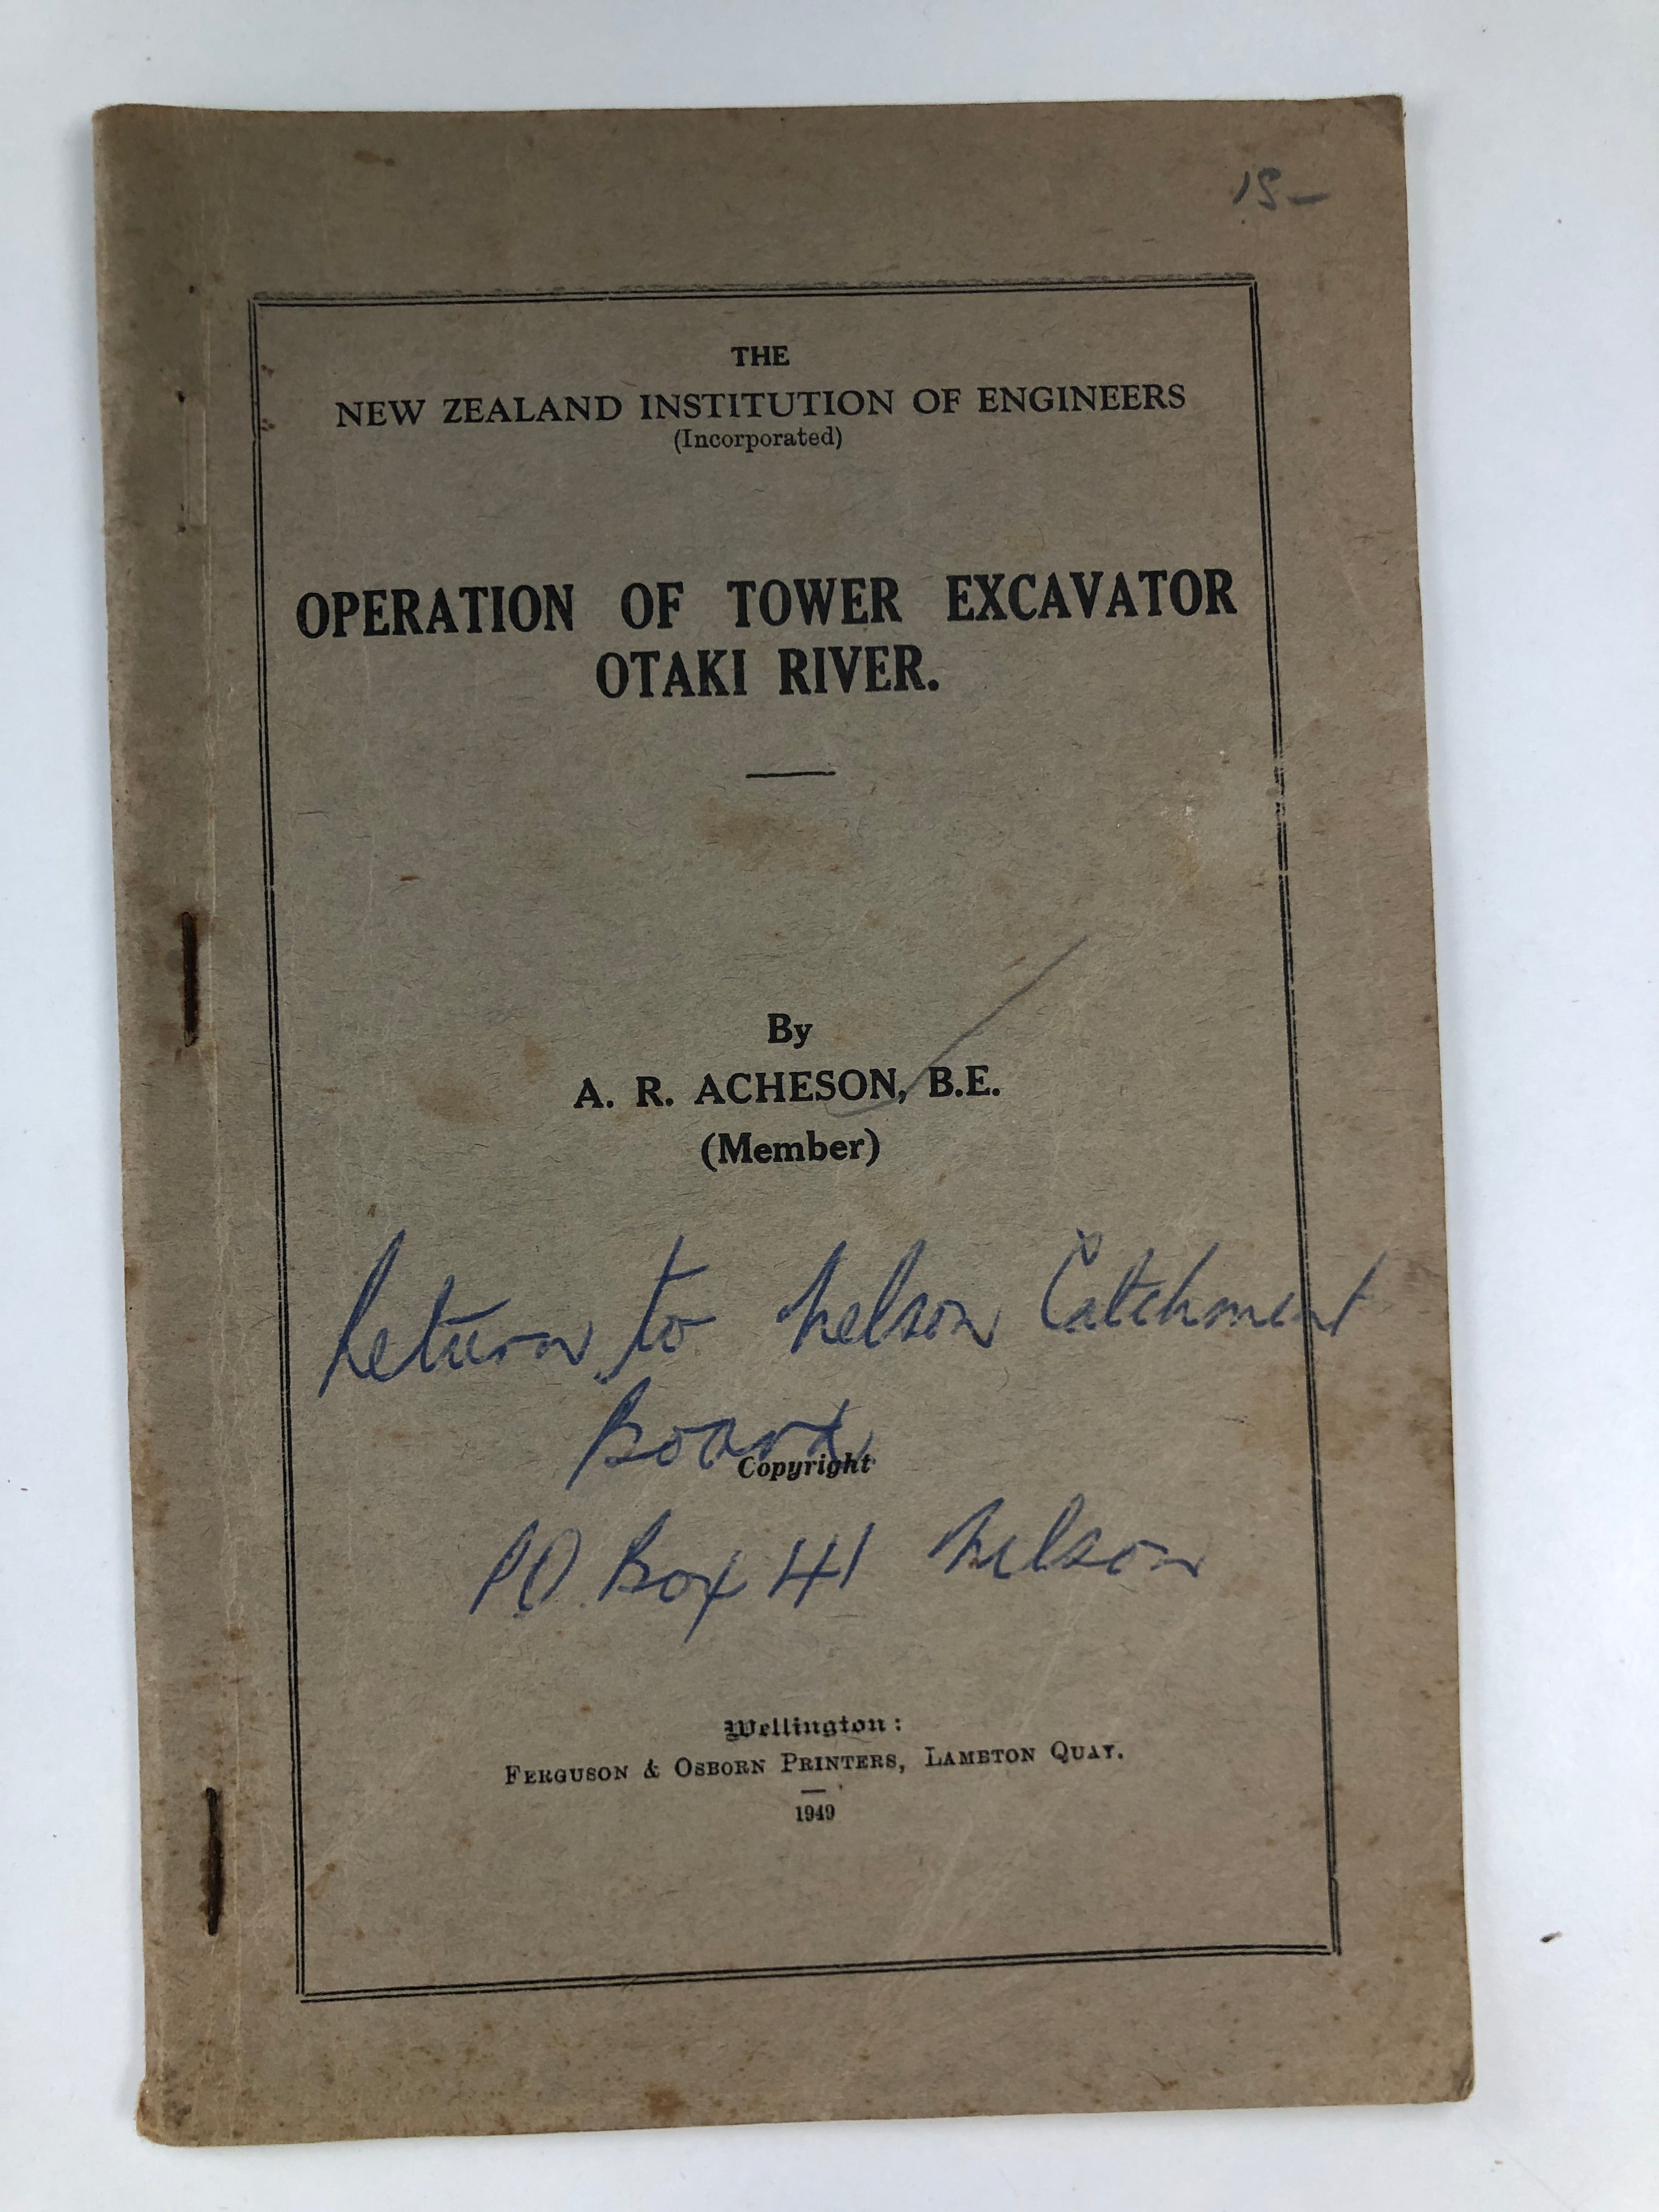 15-
THE
NEW ZEALAND INSTITUTION OF ENGINEERS
(Incorporated)
OPERATION OF TOWER EXCAVATOR
OTAKI RIVER.
By
A. R. ACHESON, B.E.
(Member)
Return to Nelson Catchment
Board
Copyright
P.O. Box 41 Nelson
Wellington:
FERGUSON & OSBORN PRINTERS, LAMBTON QUAY.
1949